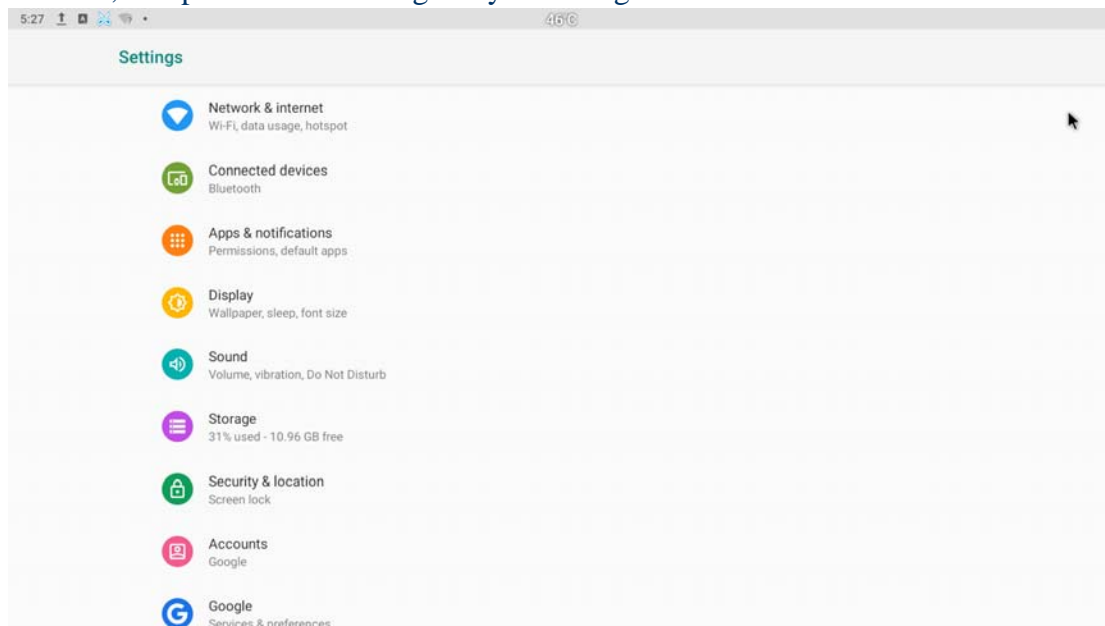 5:27
46°C
Settings
Network & internet
Wi-Fi, data usage, hotspot
Connected devices
Bluetooth
Apps & notifications
Permissions, default apps
Display
Wallpaper, sleep, font size
Sound
Volume, vibration, Do Not Disturb
Storage
31% used - 10.96 GB free
Security & location
Screen lock
Accounts
Google
Google
Services & preferences